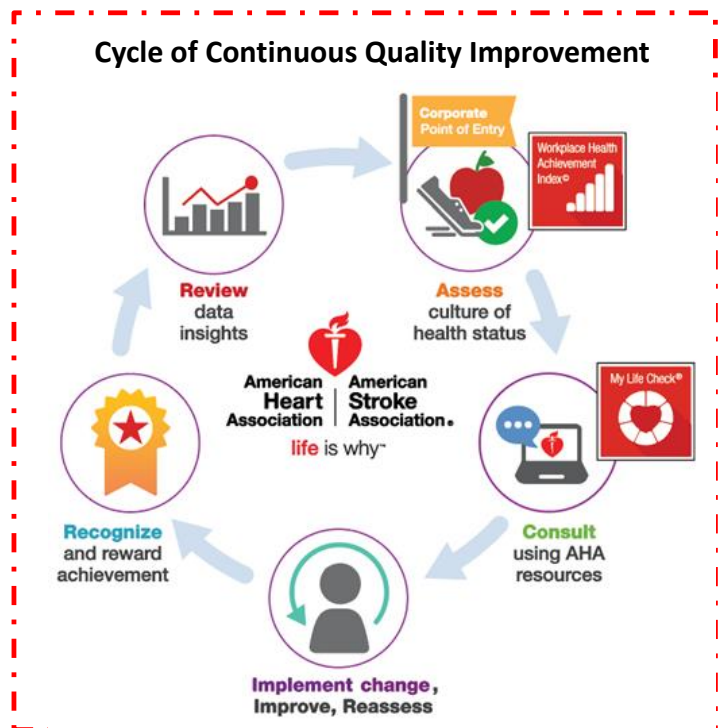 Cycle of Continuous Quality Improvement
Corporate
Point of Entry
Workplace Health
Achievement
Index©
Assess
culture of
health status
My Life Check®
Consult
using AHA
resources
Implement change,
Improve, Reassess
Recognize
and reward
achievement
Review
data
insights
American
Heart
Association
American
Stroke
Association®
life is why™